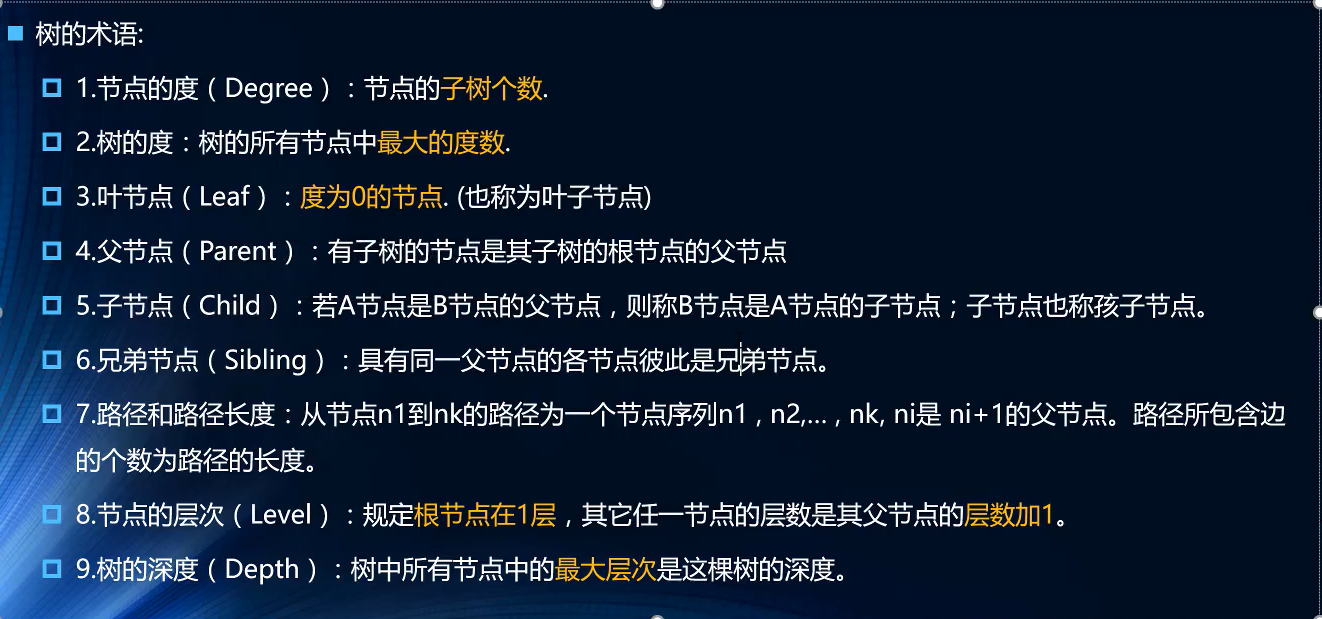 树的术语:
1.节点的度（Degree）：节点的子树个数.
2.树的度：树的所有节点中最大的度数.
3.叶节点（Leaf）：度为0的节点. (也称为叶子节点)
4.父节点（Parent）：有子树的节点是其子树的根节点的父节点
5.子节点（Child）：若A节点是B节点的父节点，则称B节点是A节点的子节点；子节点也称孩子节点。
6.兄弟节点（Sibling）：具有同一父节点的各节点彼此是兄弟节点。
7.路径和路径长度：从节点n1到nk的路径为一个节点序列n1 , n2,... , nk, ni是 ni+1的父节点。路径所包含边
的个数为路径的长度。
8.节点的层次（Level）：规定根节点在1层，其它任一节点的层数是其父节点的层数加1。
9.树的深度（Depth）：树中所有节点中的最大层次是这棵树的深度。